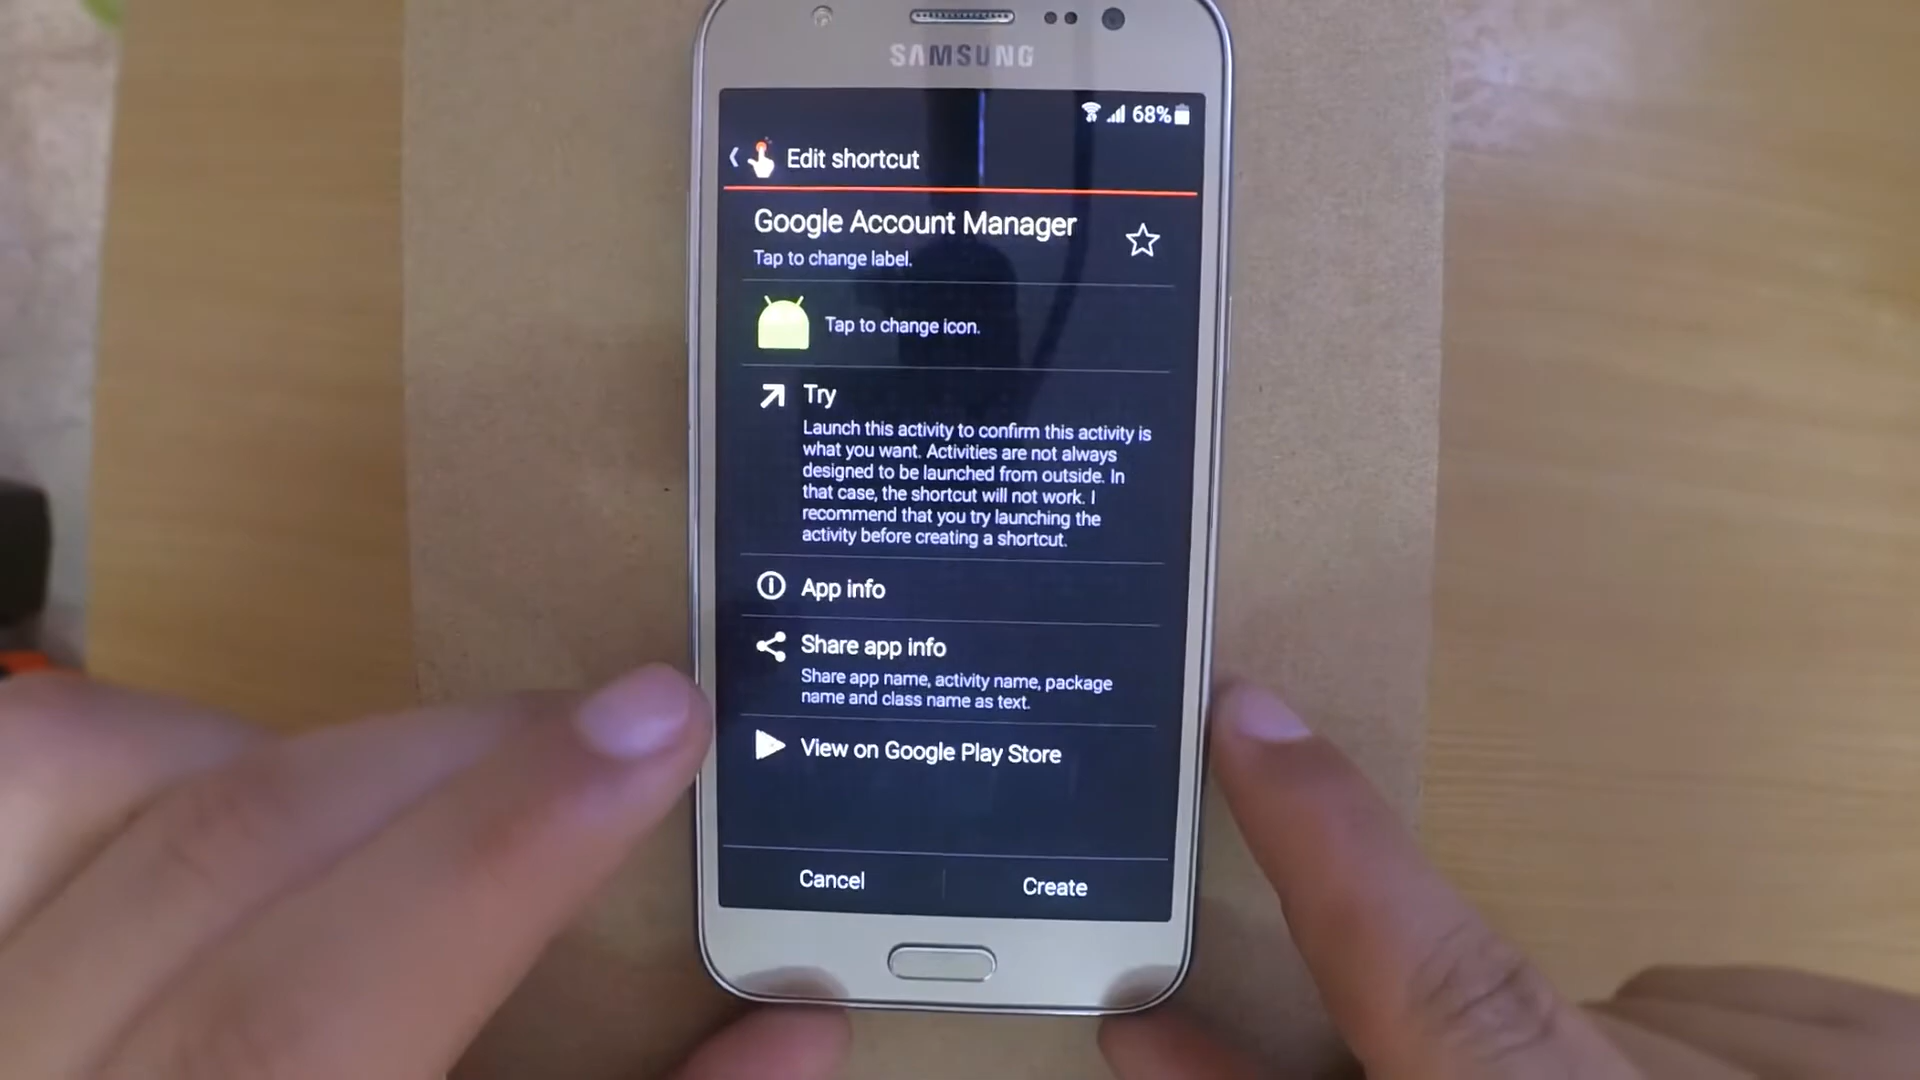 SAMSUNG
68%
Edit shortcut
Google Account Manager
Tap to change label.
Tap to change icon.
Try
Launch this activity to confirm this activity is
what you want. Activities are not always
designed to be launched from outside. In
that case, the shortcut will not work. I
recommend that you try launching the
activity before creating a shortcut.
App info
Share app info
Share app name, activity name, package
name and class name as text.
View on Google Play Store
Cancel
Create